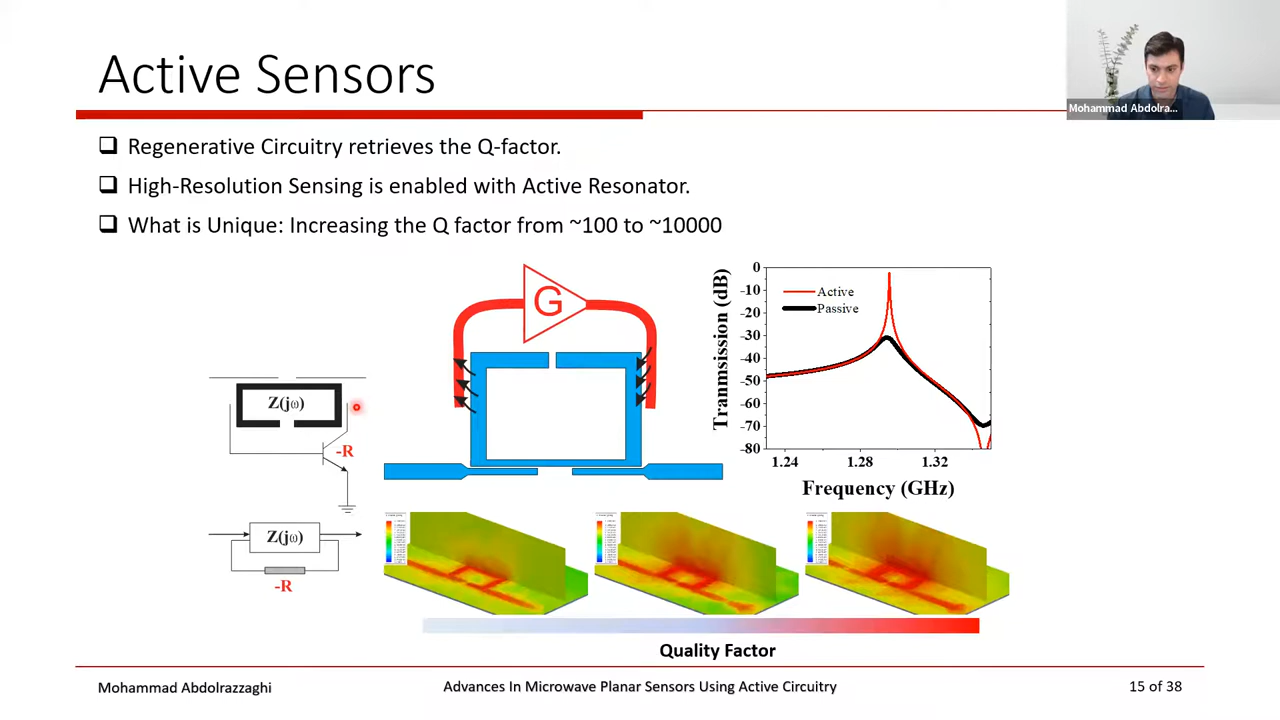 Active Sensors
Mohammad Abdolra...
Regenerative Circuitry retrieves the Q-factor.
High-Resolution Sensing is enabled with Active Resonator.
What is Unique: Increasing the Q factor from ~100 to ~10000
Z(jω)
-R
Z(jω)
-R
G
Tranmsission (dB)
0
-10
-20
-30
-40
-50
-60
-70
-80
Active
Passive
1.24 1.28 1.32
Frequency (GHz)
Quality Factor
Mohammad Abdolrazzaghi
Advances In Microwave Planar Sensors Using Active Circuitry
15 of 38